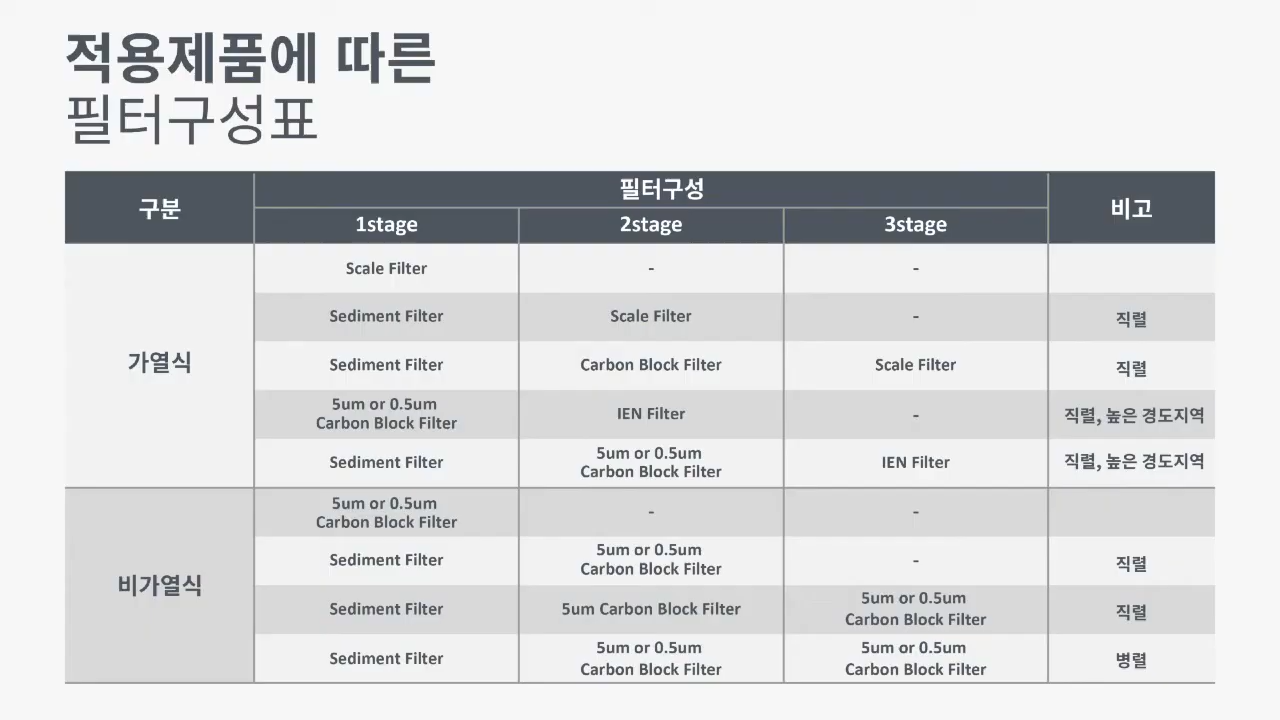 적용제품에 따른
필터구성표
구분
필터구성
비고
1stage
2stage
3stage
가열식
Scale Filter
-
-
Sediment Filter
Scale Filter
-
직렬
Sediment Filter
Carbon Block Filter
Scale Filter
직렬
5um or 0.5um
Carbon Block Filter
IEN Filter
-
직렬, 높은 경도지역
Sediment Filter
5um or 0.5um
Carbon Block Filter
IEN Filter
직렬, 높은 경도지역
비가열식
5um or 0.5um
Carbon Block Filter
-
-
Sediment Filter
5um or 0.5um
Carbon Block Filter
-
직렬
Sediment Filter
5um Carbon Block Filter
5um or 0.5um
Carbon Block Filter
직렬
Sediment Filter
5um or 0.5um
Carbon Block Filter
5um or 0.5um
Carbon Block Filter
병렬